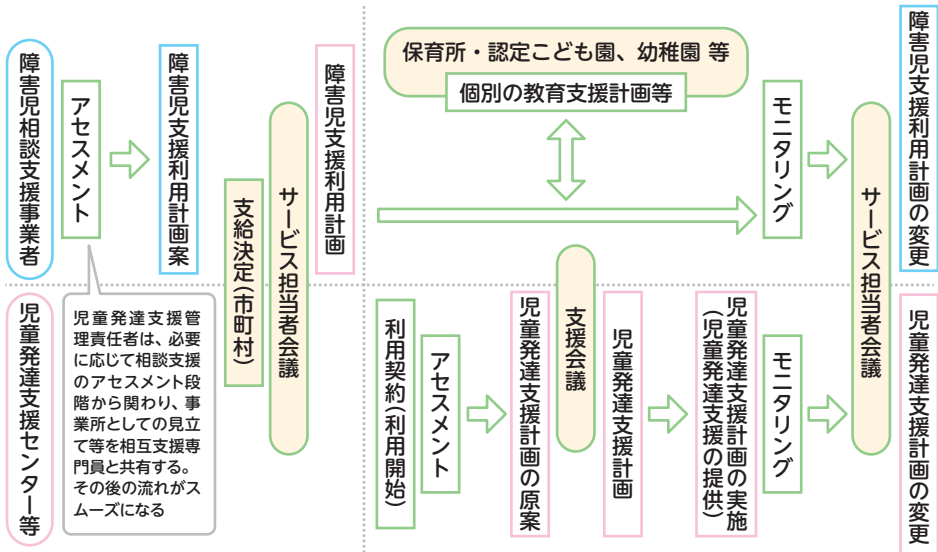 障害児相談支援事業者
アセスメント
障害児支援利用計画案
支給決定(市町村)
サービス担当者会議
障害児支援利用計画
保育所・認定こども園、幼稚園 等
個別の教育支援計画等
モニタリング
サービス担当者会議
障害児支援利用計画の変更
児童発達支援センター等
児童発達支援管
理責任者は、必要
に応じて相談支援
のアセスメント段
階から関わり、事
業所としての見立
て等を相互支援専
門員と共有する。
その後の流れがス
ムーズになる
利用契約(利用開始)
アセスメント
児童発達支援計画の原案
支援会議
児童発達支援計画
児童発達支援計画の実施
(児童発達支援の提供)
モニタリング
児童発達支援計画の変更